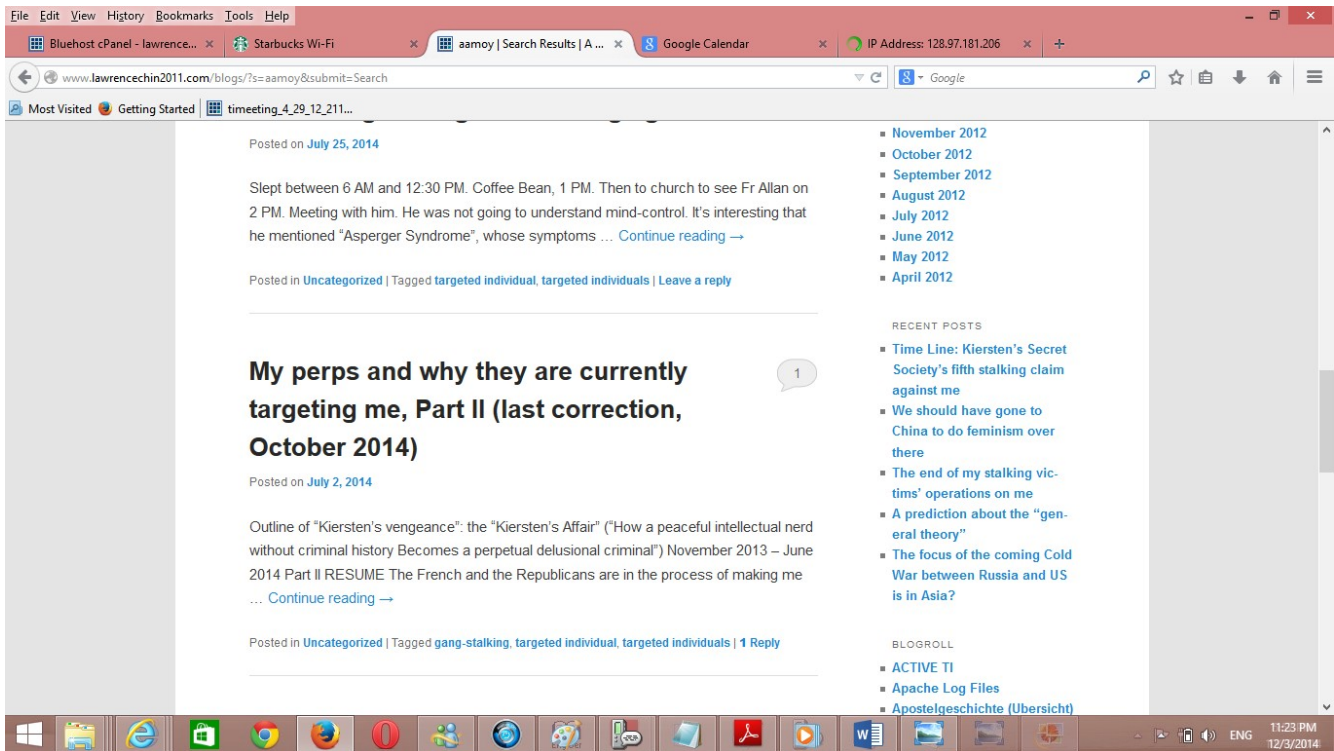 File Edit View History Bookmarks Tools Help
Bluehost cPanel - lawrence... ×
Starbucks Wi-Fi ×
aamoy | Search Results | A ... ×
Google Calendar ×
IP Address: 128.97.181.206 ×
www.lawrencechin2011.com/blogs/?s=aamoy&submit=Search
Google
Most Visited Getting Started timeeting_4_29_12_211...
Posted on July 25, 2014
Slept between 6 AM and 12:30 PM. Coffee Bean, 1 PM. Then to church to see Fr Allan on
2 PM. Meeting with him. He was not going to understand mind-control. It's interesting that
he mentioned “Asperger Syndrome”, whose symptoms … Continue reading →
Posted in Uncategorized | Tagged targeted individual, targeted individuals | Leave a reply
My perps and why they are currently
targeting me, Part II (last correction,
October 2014)
1
Posted on July 2, 2014
Outline of “Kiersten’s vengeance”: the “Kiersten’s Affair” (“How a peaceful intellectual nerd
without criminal history Becomes a perpetual delusional criminal”) November 2013 – June
2014 Part II RESUME The French and the Republicans are in the process of making me
… Continue reading →
Posted in Uncategorized | Tagged gang-stalking, targeted individual, targeted individuals | 1 Reply
November 2012
October 2012
September 2012
August 2012
July 2012
June 2012
May 2012
April 2012
RECENT POSTS
Time Line: Kiersten’s Secret
Society’s fifth stalking claim
against me
We should have gone to
China to do feminism over
there
The end of my stalking vic-
tims’ operations on me
A prediction about the “gen-
eral theory”
The focus of the coming Cold
War between Russia and US
is in Asia?
BLOGROLL
ACTIVE TI
Apache Log Files
Apostelgeschichte (Ubersicht)
ENG
11:23 PM
12/3/2014